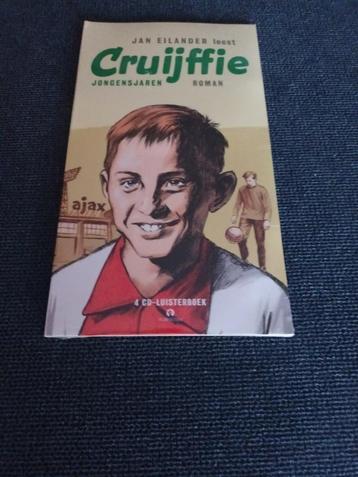 JAN EILANDER leest
Cruijffie
JONGENSJAREN ROMAN
ajax
4 CD-LUISTERBOEK